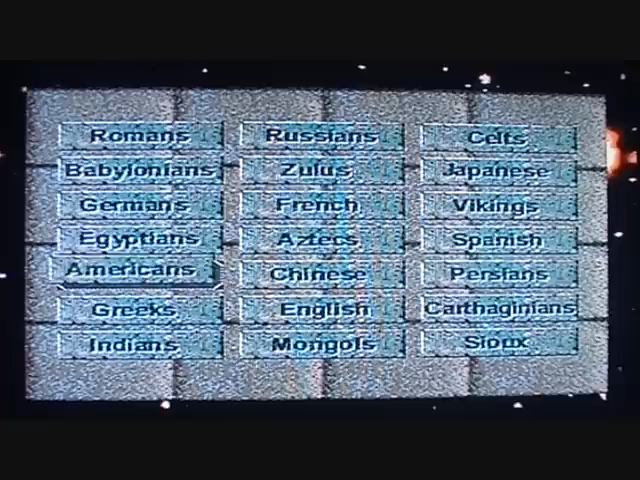 Romans Russians Celts
Babylonians Zulus Japanese
Germans French Vikings
Egyptians Aztecs Spanish
Americans Chinese Persians
Greeks English Carthaginians
Indians Mongols Sioux